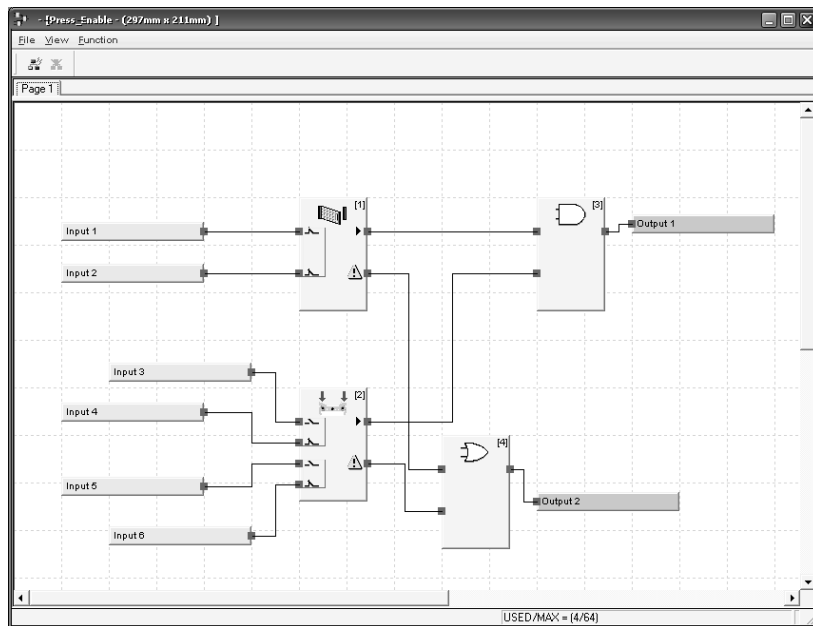 - [Press_Enable - (297mm x 211mm) ]
File View Function
Page 1
[1]
[3]
Input 1
Output 1
Input 2
Input 3
[2]
Input 4
[4]
Input 5
Output 2
Input 6
USED/MAX = (4/64)